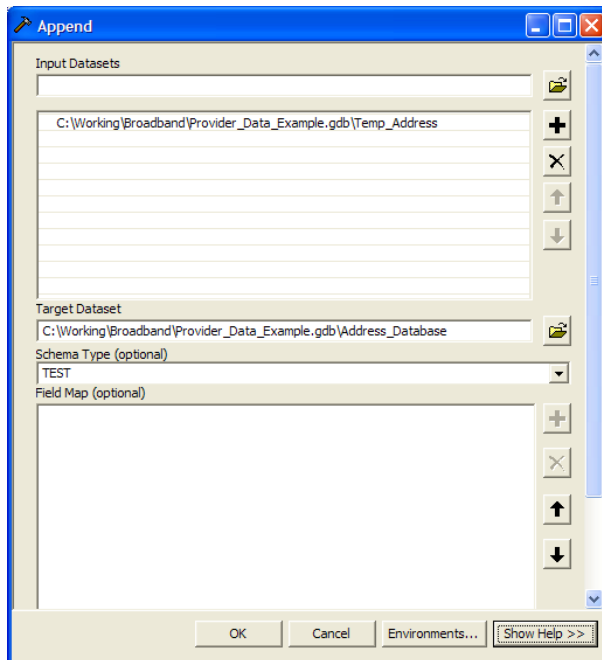 Append
Input Datasets
C:\Working\Broadband\Provider_Data_Example.gdb\Temp_Address
Target Dataset
C:\Working\Broadband\Provider_Data_Example.gdb\Address_Database
Schema Type (optional)
TEST
Field Map (optional)
OK Cancel Environments... Show Help >>